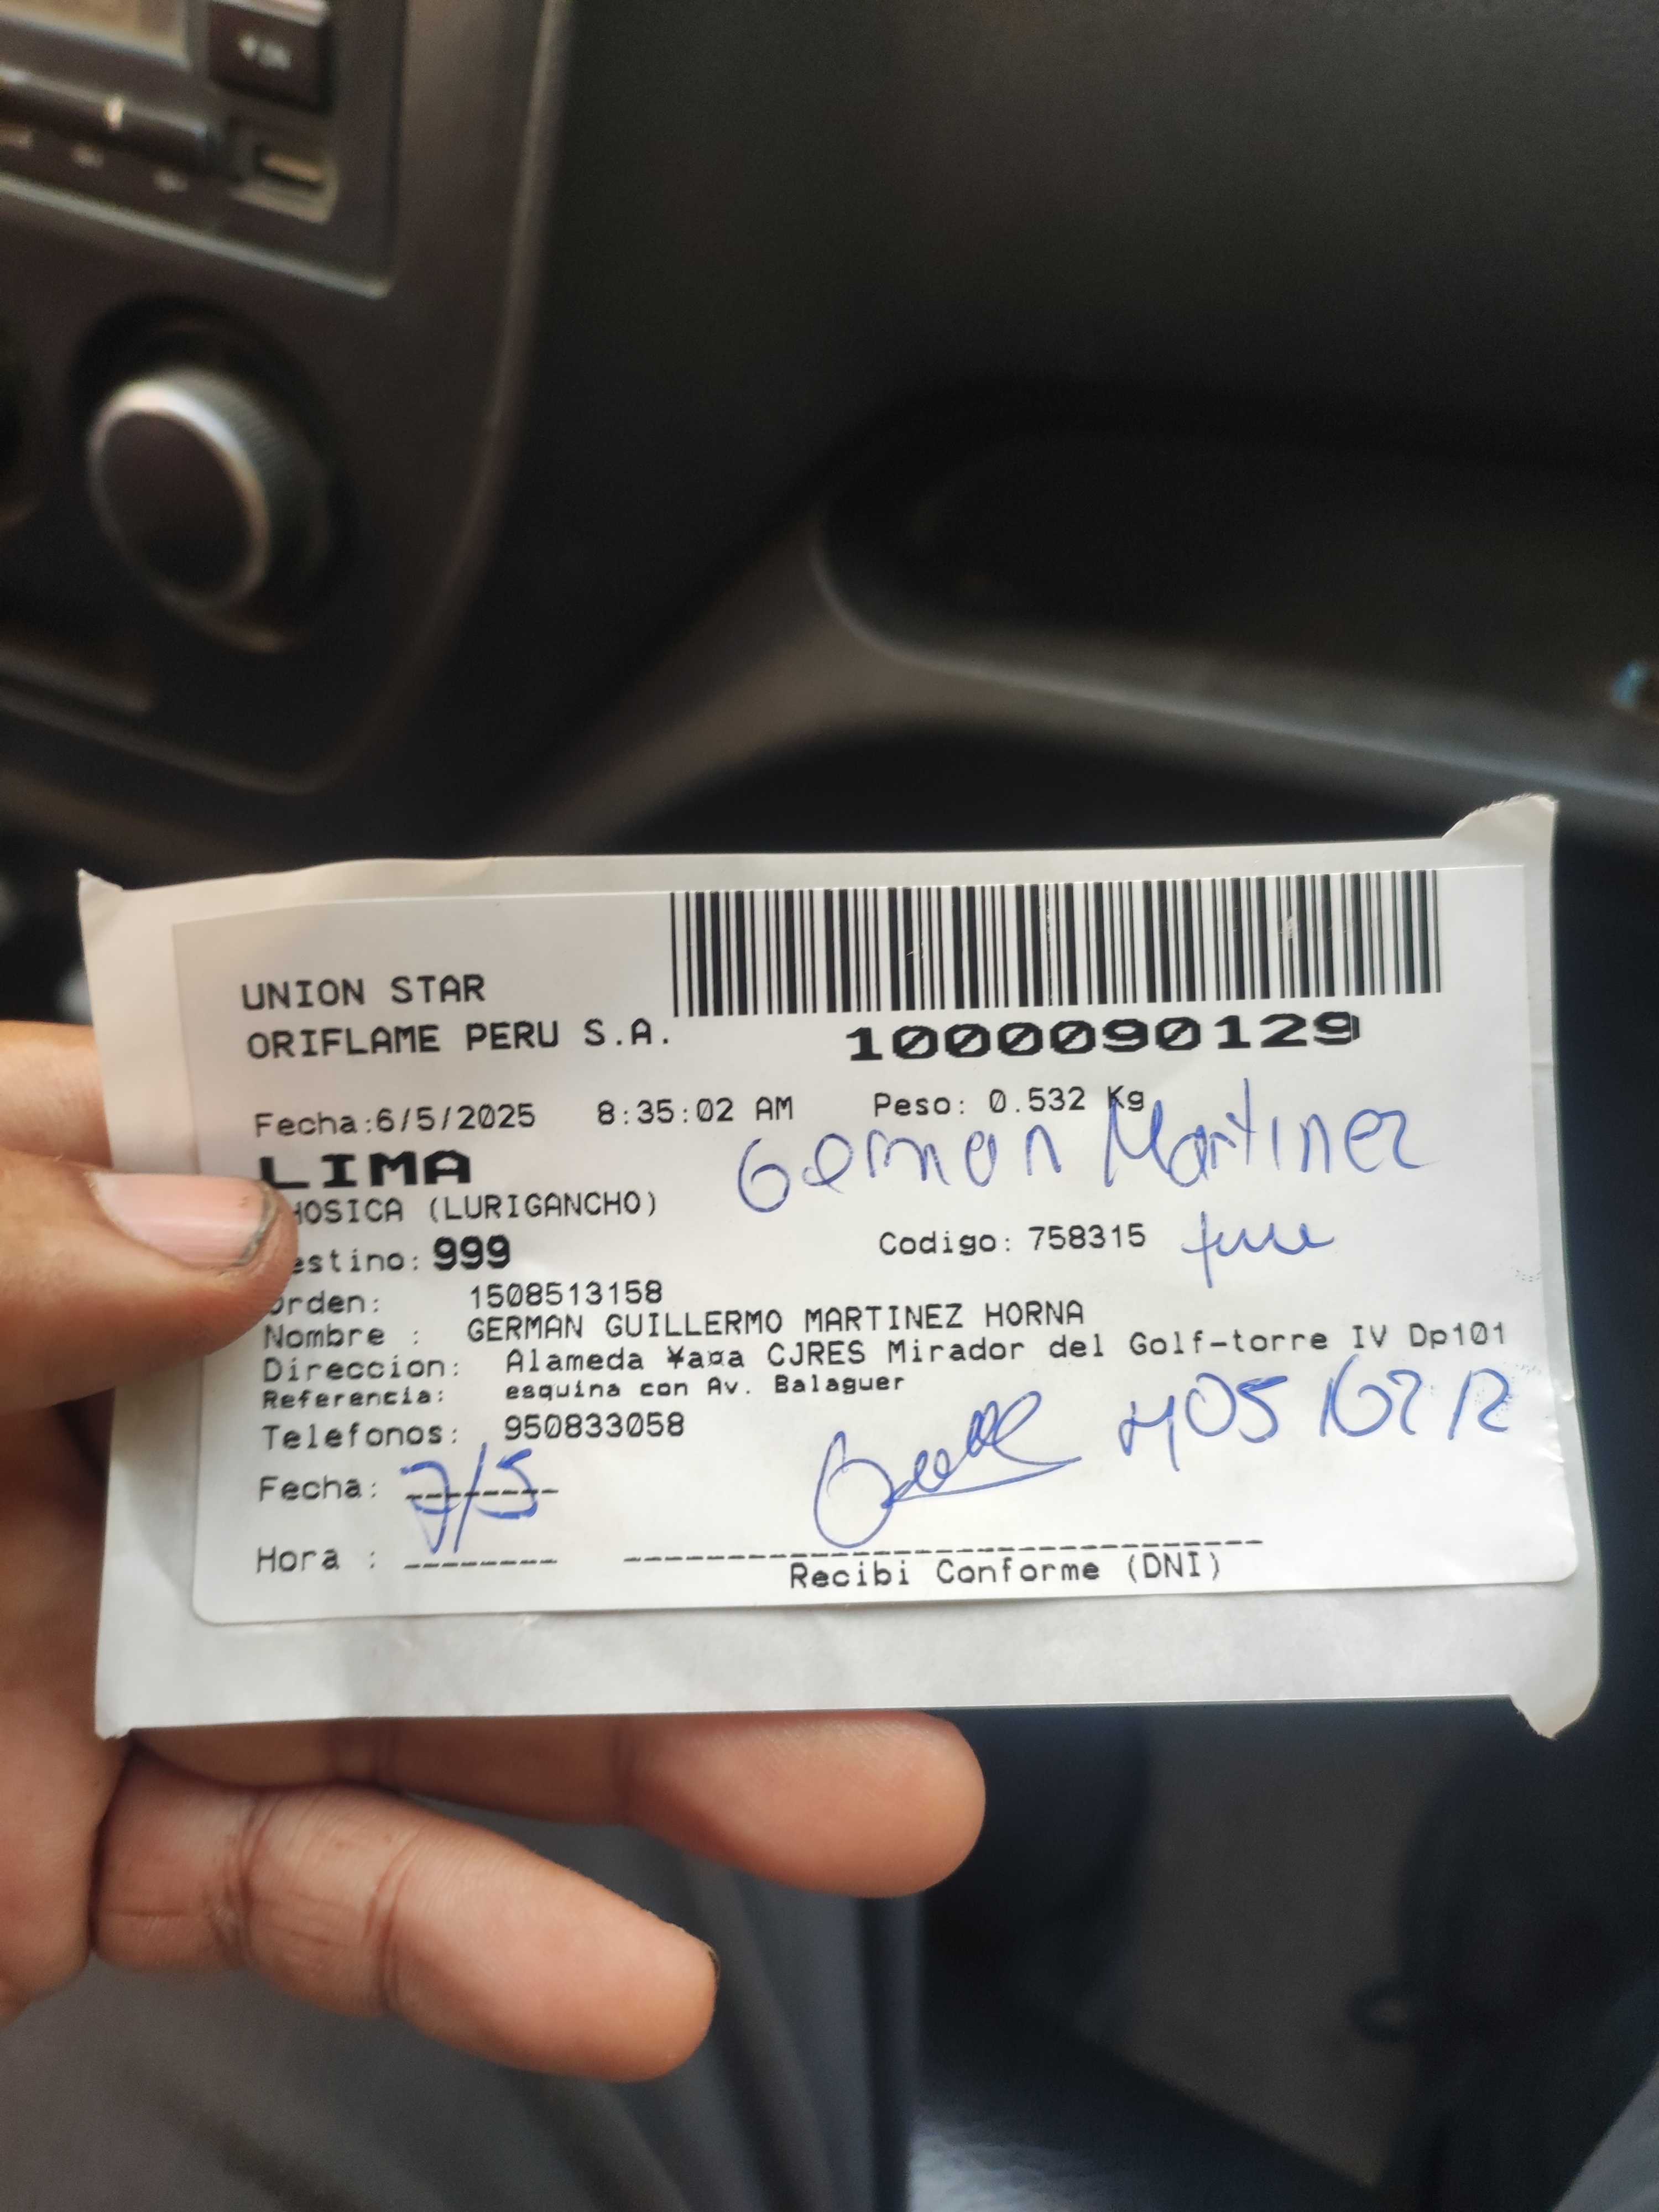 UNION STAR
ORIFLAME PERU S.A.
1000090129
Fecha:6/5/2025 8:35:02 AM Peso: 0.532 Kg
LIMA
German Martinez
HOSICA (LURIGANCHO)
estino: 999 Codigo: 758315
Orden: 1508513158
Nombre : GERMAN GUILLERMO MARTINEZ HORNA
Direccion: Alameda ¥a¤a CJRES Mirador del Golf-torre IV Dp101
Referencia: esquina con Av. Balaguer
Telefonos: 950833058
Fecha: 7/5
Hora :
Recibi Conforme (DNI)